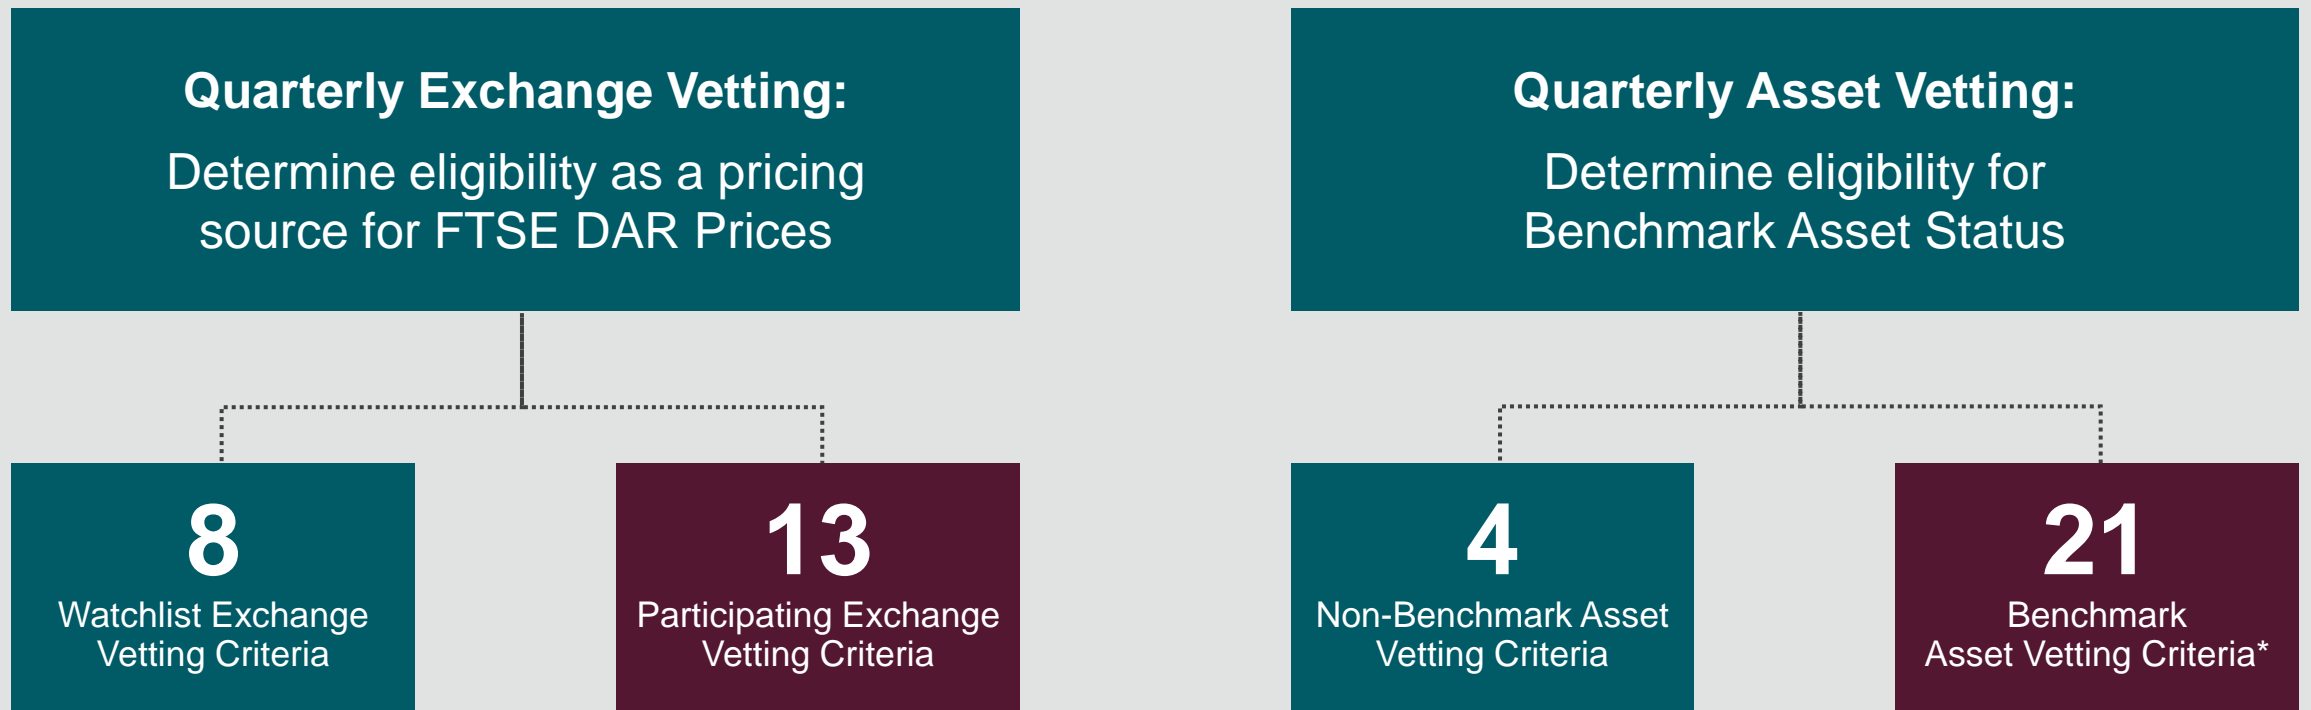 Quarterly Exchange Vetting:
Determine eligibility as a pricing
source for FTSE DAR Prices
Quarterly Asset Vetting:
Determine eligibility for
Benchmark Asset Status
8
Watchlist Exchange
Vetting Criteria
13
Participating Exchange
Vetting Criteria
4
Non-Benchmark Asset
Vetting Criteria
21
Benchmark
Asset Vetting Criteria*